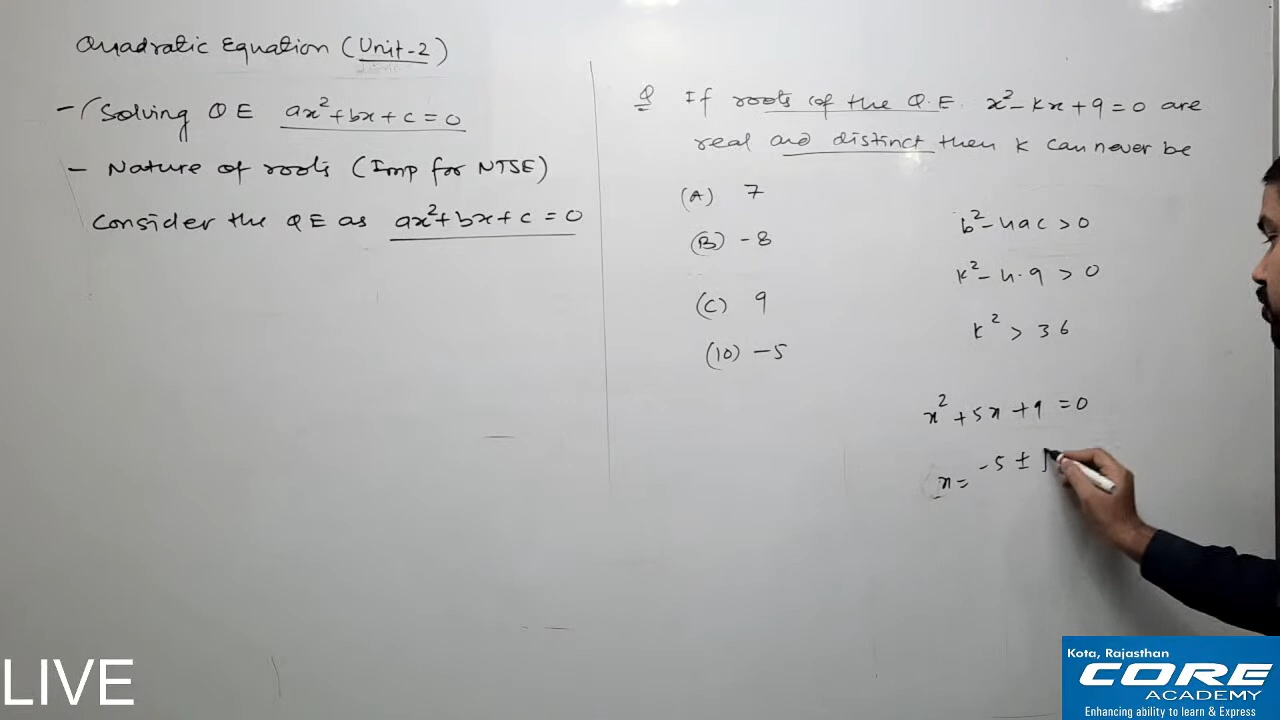 Quadratic Equation (Unit-2)
- Solving QE ax²+bx+c=0
- Nature of roots (Imp for NTSE)
Consider the QE as ax²+bx+c=0
Q If roots of the Q.E. x²-kx+9=0 are
real and distinct then k can never be
(A) 7
(B) -8
(C) 9
(10) -5
b²-4ac>0
k²-4·9>0
k²>36
x²+5x+9=0
x= -5 ±
LIVE
Kota, Rajasthan
CORE
ACADEMY
Enhancing ability to learn & Express